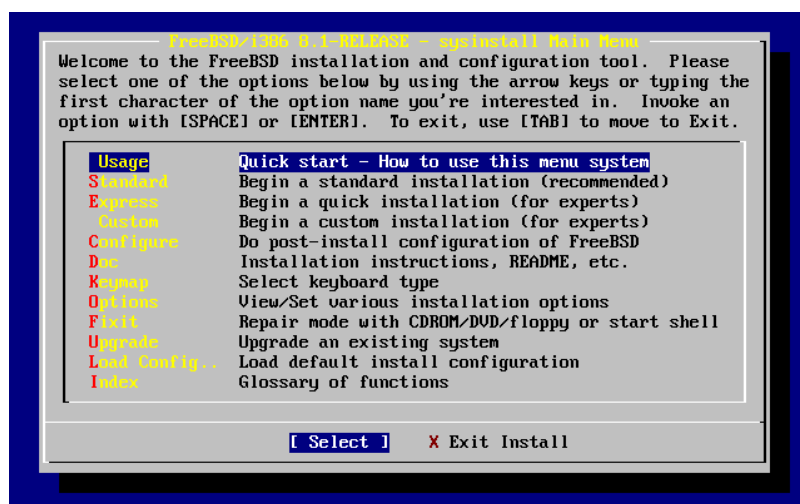 FreeBSD/i386 8.1-RELEASE - sysinstall Main Menu
Welcome to the FreeBSD installation and configuration tool.  Please
select one of the options below by using the arrow keys or typing the
first character of the option name you're interested in.  Invoke an
option with [SPACE] or [ENTER].  To exit, use [TAB] to move to Exit.
Usage Quick start - How to use this menu system
Standard Begin a standard installation (recommended)
Express Begin a quick installation (for experts)
Custom Begin a custom installation (for experts)
Configure Do post-install configuration of FreeBSD
Doc Installation instructions, README, etc.
Keymap Select keyboard type
Options View/Set various installation options
Fixit Repair mode with CDROM/DVD/floppy or start shell
Upgrade Upgrade an existing system
Load Config.. Load default install configuration
Index Glossary of functions
[ Select ] X Exit Install